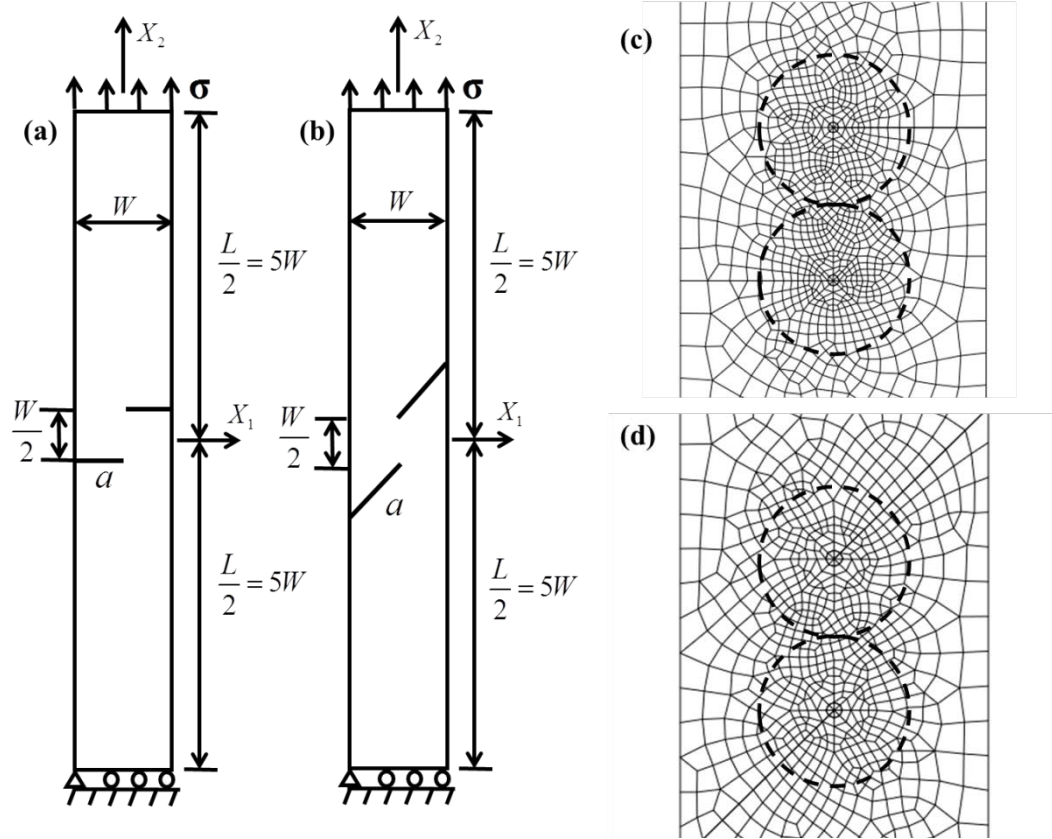 (a)
X₂
σ
W
L/2 = 5W
W/2
a
X₁
L/2 = 5W
(b)
X₂
σ
W
L/2 = 5W
W/2
a
X₁
L/2 = 5W
(c)
(d)